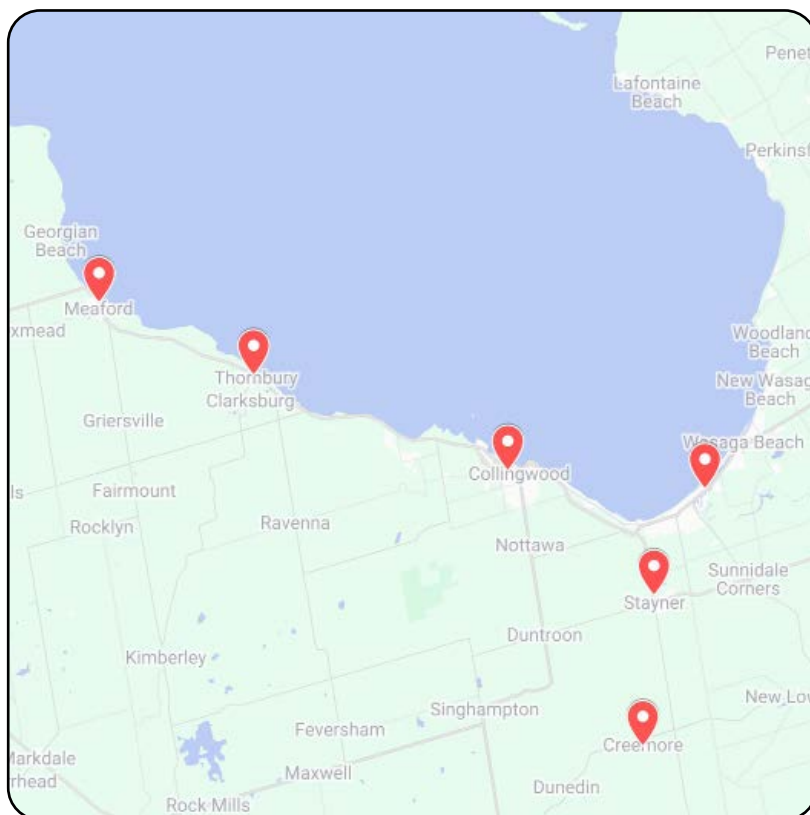 Penet
Lafontaine
Beach
Perkinsf
Georgian
Beach
Meaford
xmead
Woodland
Beach
Thornbury
Clarksburg
New Wasag
Beach
Griersville
Wasaga Beach
Collingwood
ls
Fairmount
Rocklyn
Ravenna
Nottawa
Sunnidale
Corners
Stayner
Duntroon
Kimberley
New Low
Singhampton
Feversham
Creemore
Markdale
rhead
Maxwell
Dunedin
Rock Mills